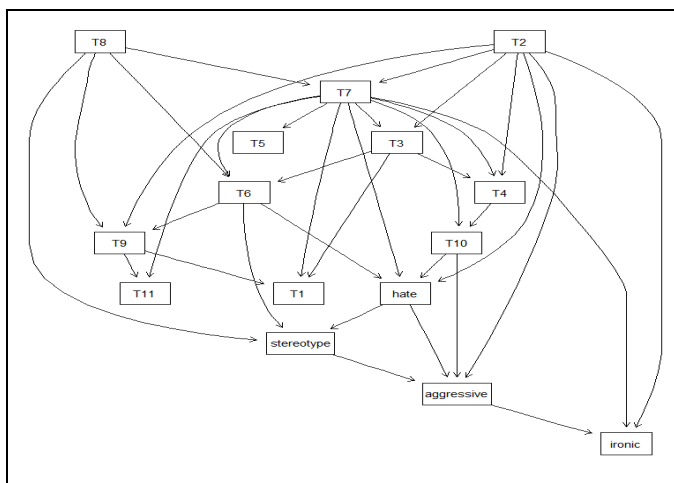 T8
T2
T7
T5
T3
T6
T4
T9
T10
T11
T1
hate
stereotype
aggressive
ironic